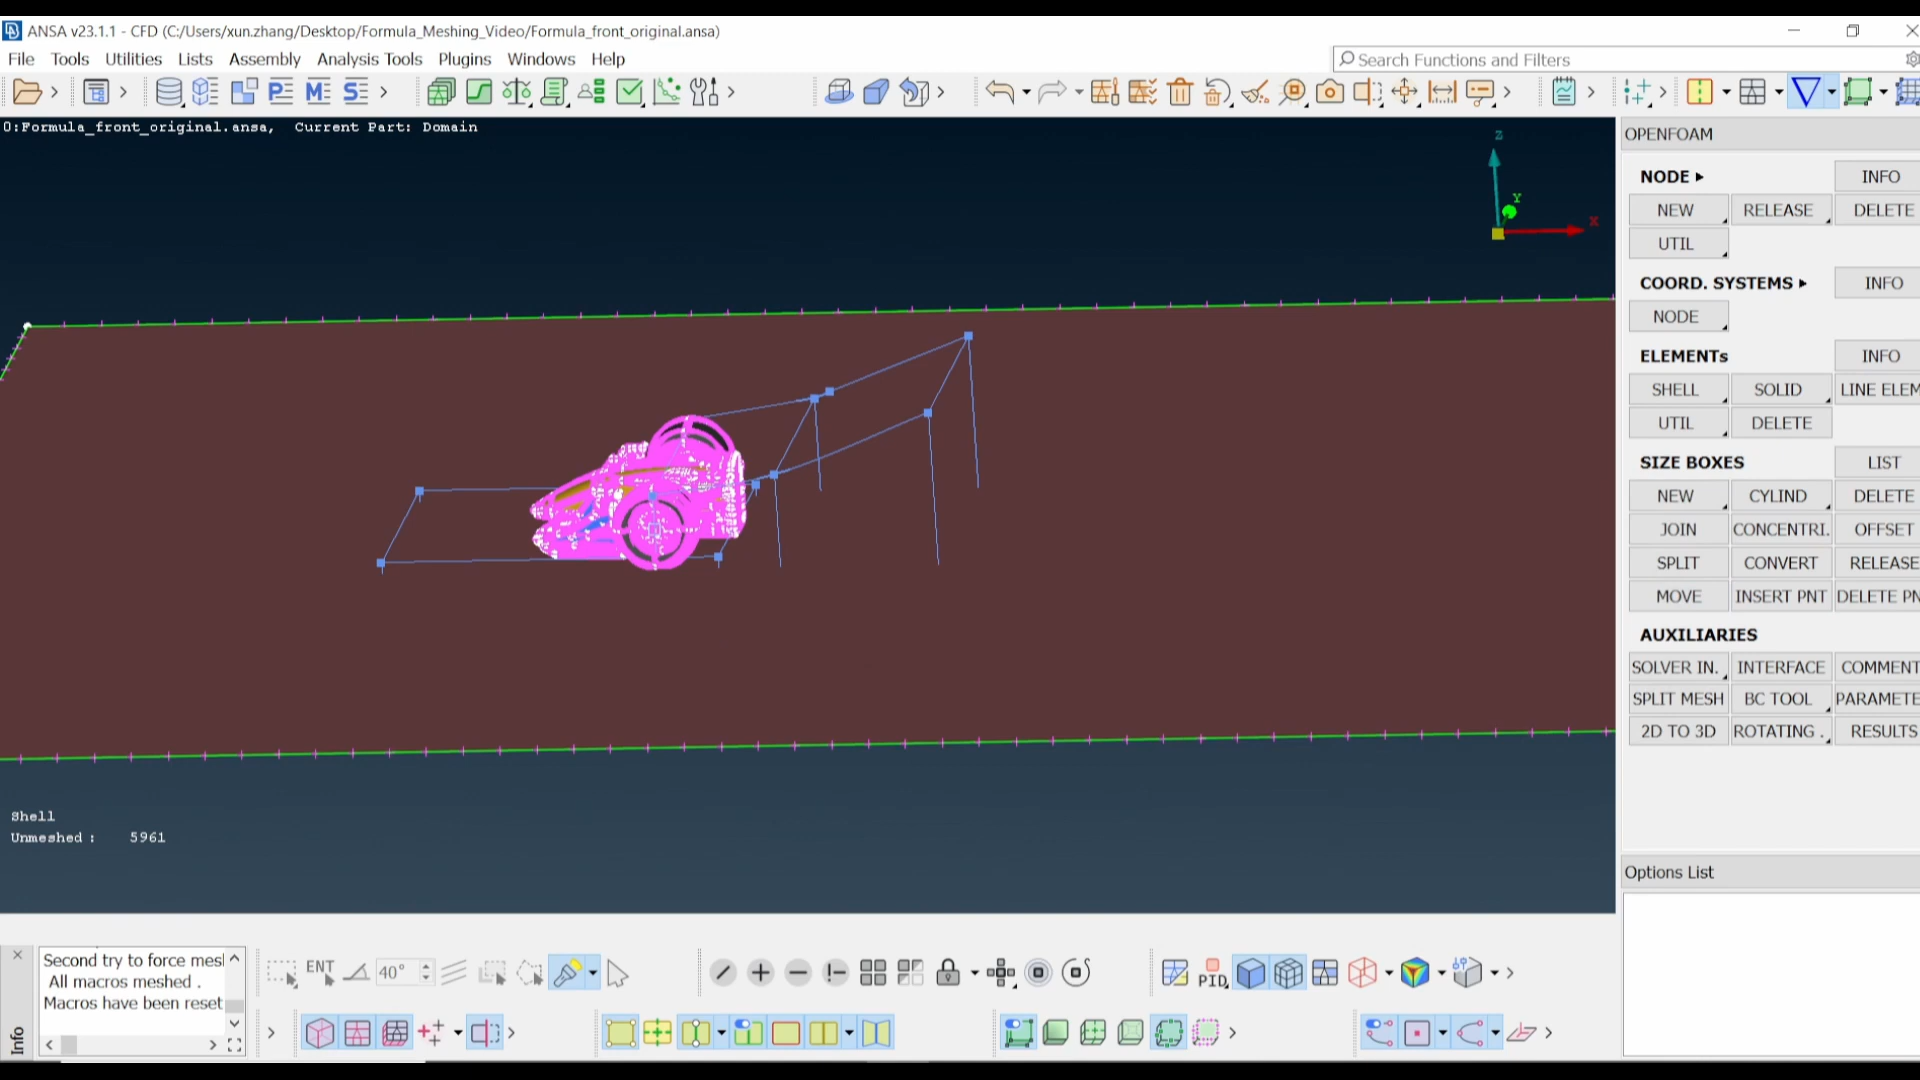 ANSA v23.1.1 - CFD (C:/Users/xun.zhang/Desktop/Formula_Meshing_Video/Formula_front_original.ansa)
File Tools Utilities Lists Assembly Analysis Tools Plugins Windows Help
Search Functions and Filters
P M S
0:Formula_front_original.ansa, Current Part: Domain
OPENFOAM
Z
Y
X
NODE INFO
NEW RELEASE DELETE
UTIL
COORD. SYSTEMS INFO
NODE
ELEMENTs INFO
SHELL SOLID LINE ELEM
UTIL DELETE
SIZE BOXES LIST
NEW CYLIND DELETE
JOIN CONCENTRI. OFFSET
SPLIT CONVERT RELEASE
MOVE INSERT PNT DELETE PN
AUXILIARIES
SOLVER IN. INTERFACE COMMENT
SPLIT MESH BC TOOL PARAMETE
2D TO 3D ROTATING . RESULTS
Shell
Unmeshed : 5961
Options List
Second try to force mesl
All macros meshed .
Macros have been reset
Info
ENT 40°
PID